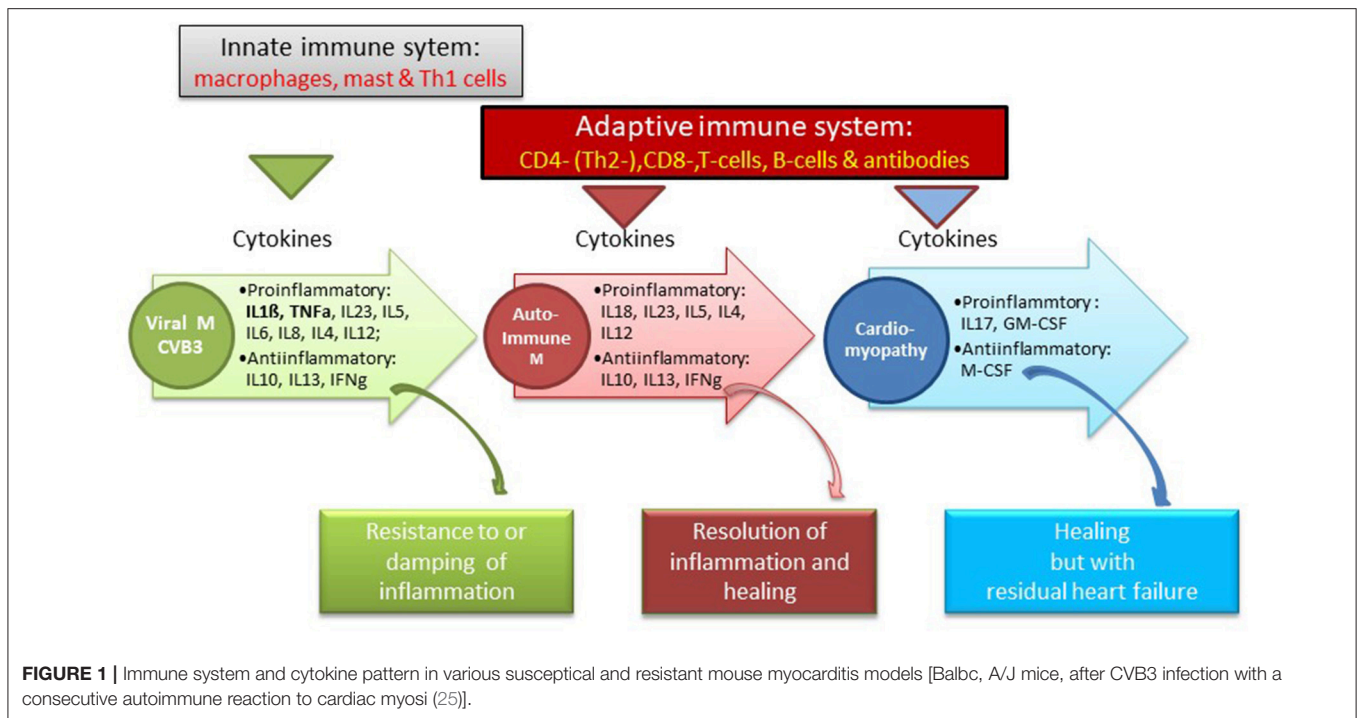 Innate immune sytem:
macrophages, mast & Th1 cells
Adaptive immune system:
CD4- (Th2-),CD8-,T-cells, B-cells & antibodies
Cytokines
Viral M
CVB3
•Proinflammatory:
IL1ß, TNFa, IL23, IL5,
IL6, IL8, IL4, IL12;
•Antiinflammatory:
IL10, IL13, IFNg
Cytokines
Auto-
Immune
M
•Proinflammatory:
IL18, IL23, IL5, IL4,
IL12
•Antiinflammatory:
IL10, IL13, IFNg
Cytokines
Cardio-
myopathy
•Proinflammtory :
IL17, GM-CSF
•Antiinflammatory:
M-CSF
Resistance to or
damping of
inflammation
Resolution of
inflammation and
healing
Healing
but with
residual heart failure
FIGURE 1 | Immune system and cytokine pattern in various susceptical and resistant mouse myocarditis models [Balbc, A/J mice, after CVB3 infection with a
consecutive autoimmune reaction to cardiac myosi (25)].